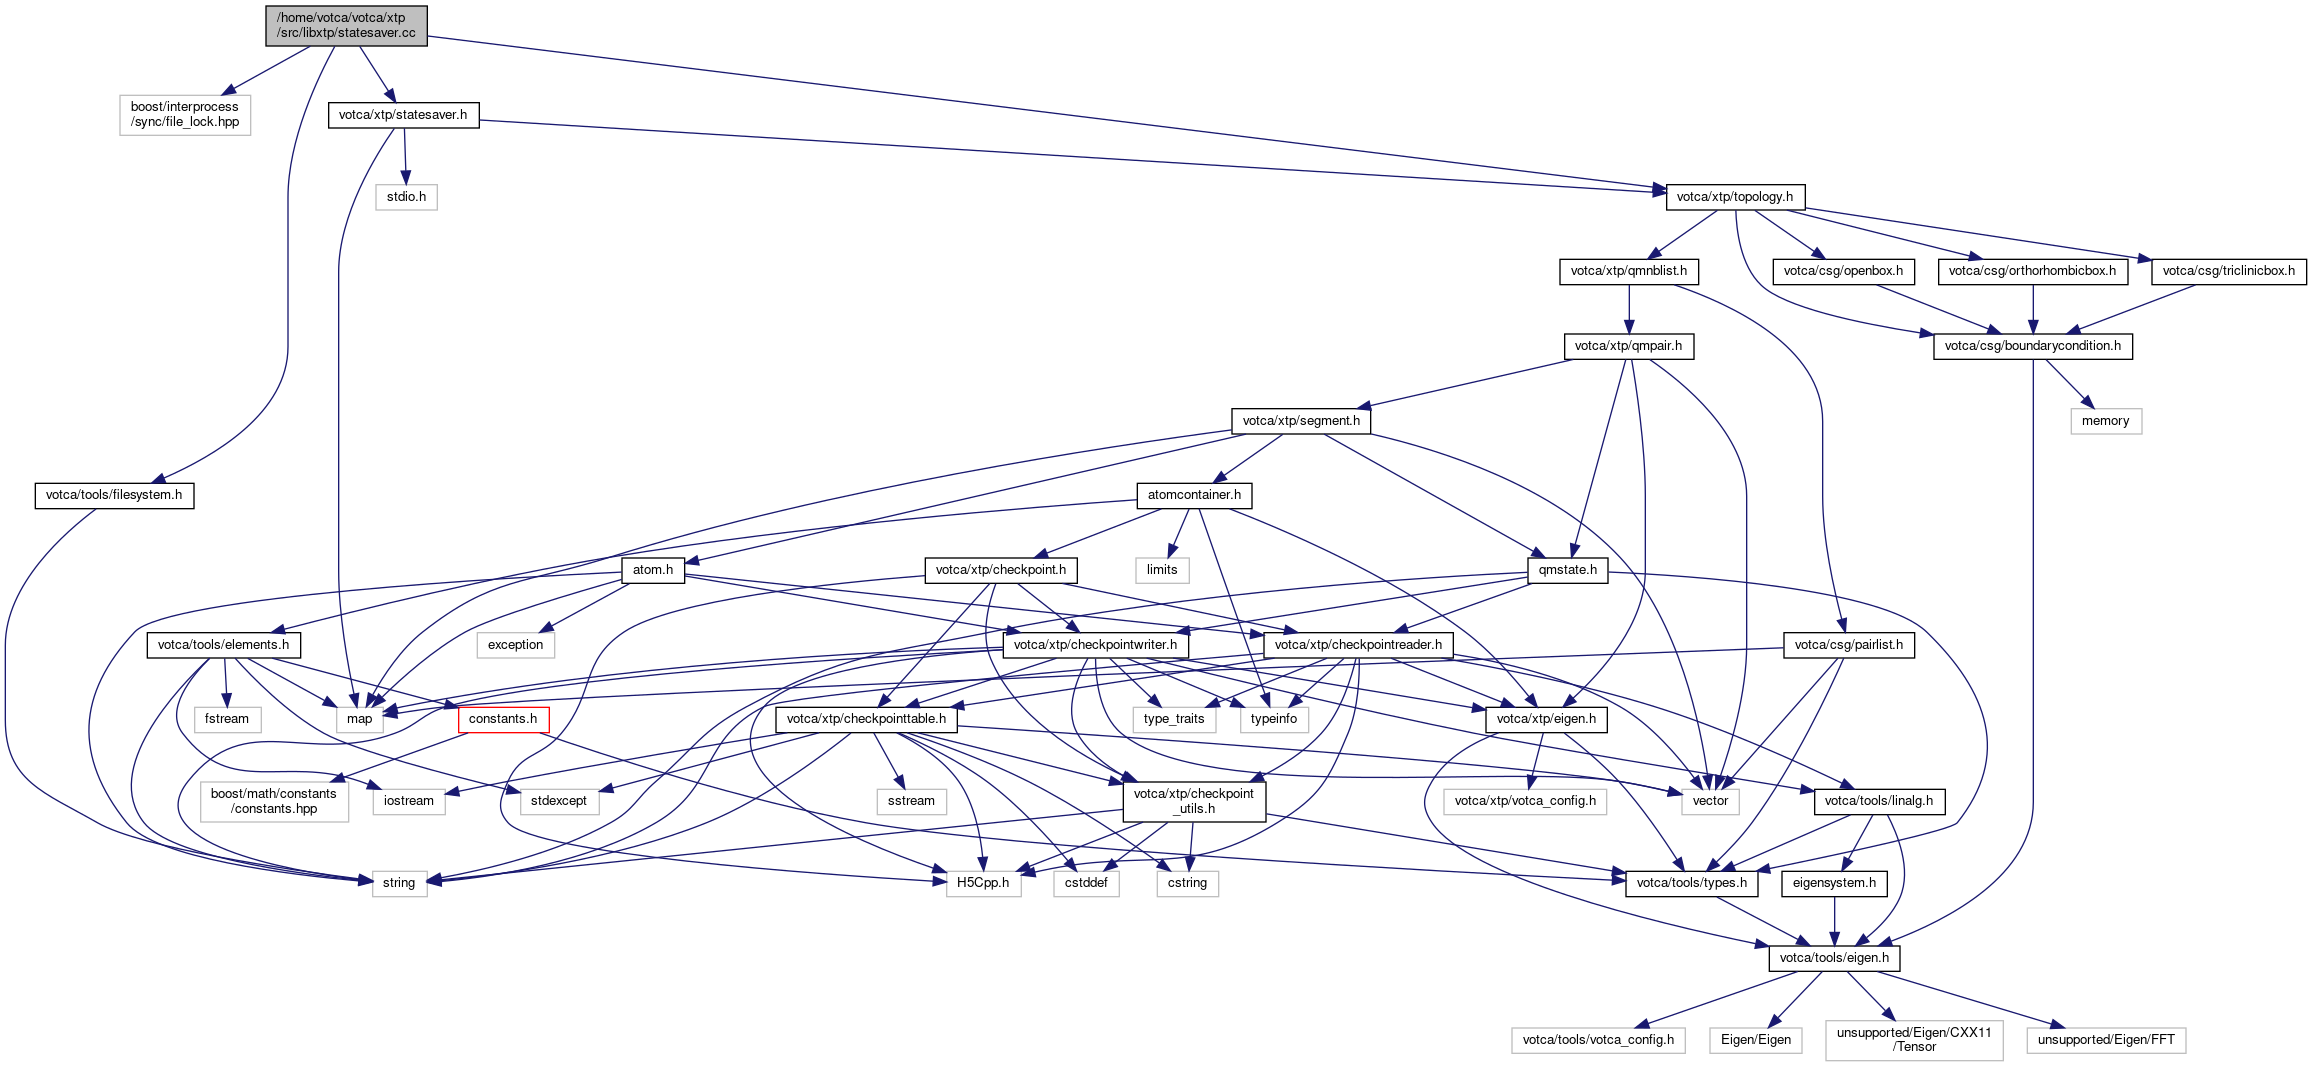 /home/votca/votca/xtp
/src/libxtp/statesaver.cc
boost/interprocess
/sync/file_lock.hpp
votca/xtp/statesaver.h
stdio.h
votca/xtp/topology.h
votca/xtp/qmnblist.h
votca/csg/openbox.h
votca/csg/orthorhombicbox.h
votca/csg/triclinicbox.h
votca/xtp/qmpair.h
votca/csg/boundarycondition.h
votca/xtp/segment.h
memory
votca/tools/filesystem.h
atomcontainer.h
atom.h
votca/xtp/checkpoint.h
limits
qmstate.h
votca/tools/elements.h
exception
votca/xtp/checkpointwriter.h
votca/xtp/checkpointreader.h
votca/csg/pairlist.h
fstream
map
constants.h
votca/xtp/checkpointtable.h
type_traits
typeinfo
votca/xtp/eigen.h
boost/math/constants
/constants.hpp
iostream
stdexcept
sstream
votca/xtp/checkpoint
_utils.h
votca/xtp/votca_config.h
vector
votca/tools/linalg.h
string
H5Cpp.h
cstddef
cstring
votca/tools/types.h
eigensystem.h
votca/tools/eigen.h
votca/tools/votca_config.h
Eigen/Eigen
unsupported/Eigen/CXX11
/Tensor
unsupported/Eigen/FFT